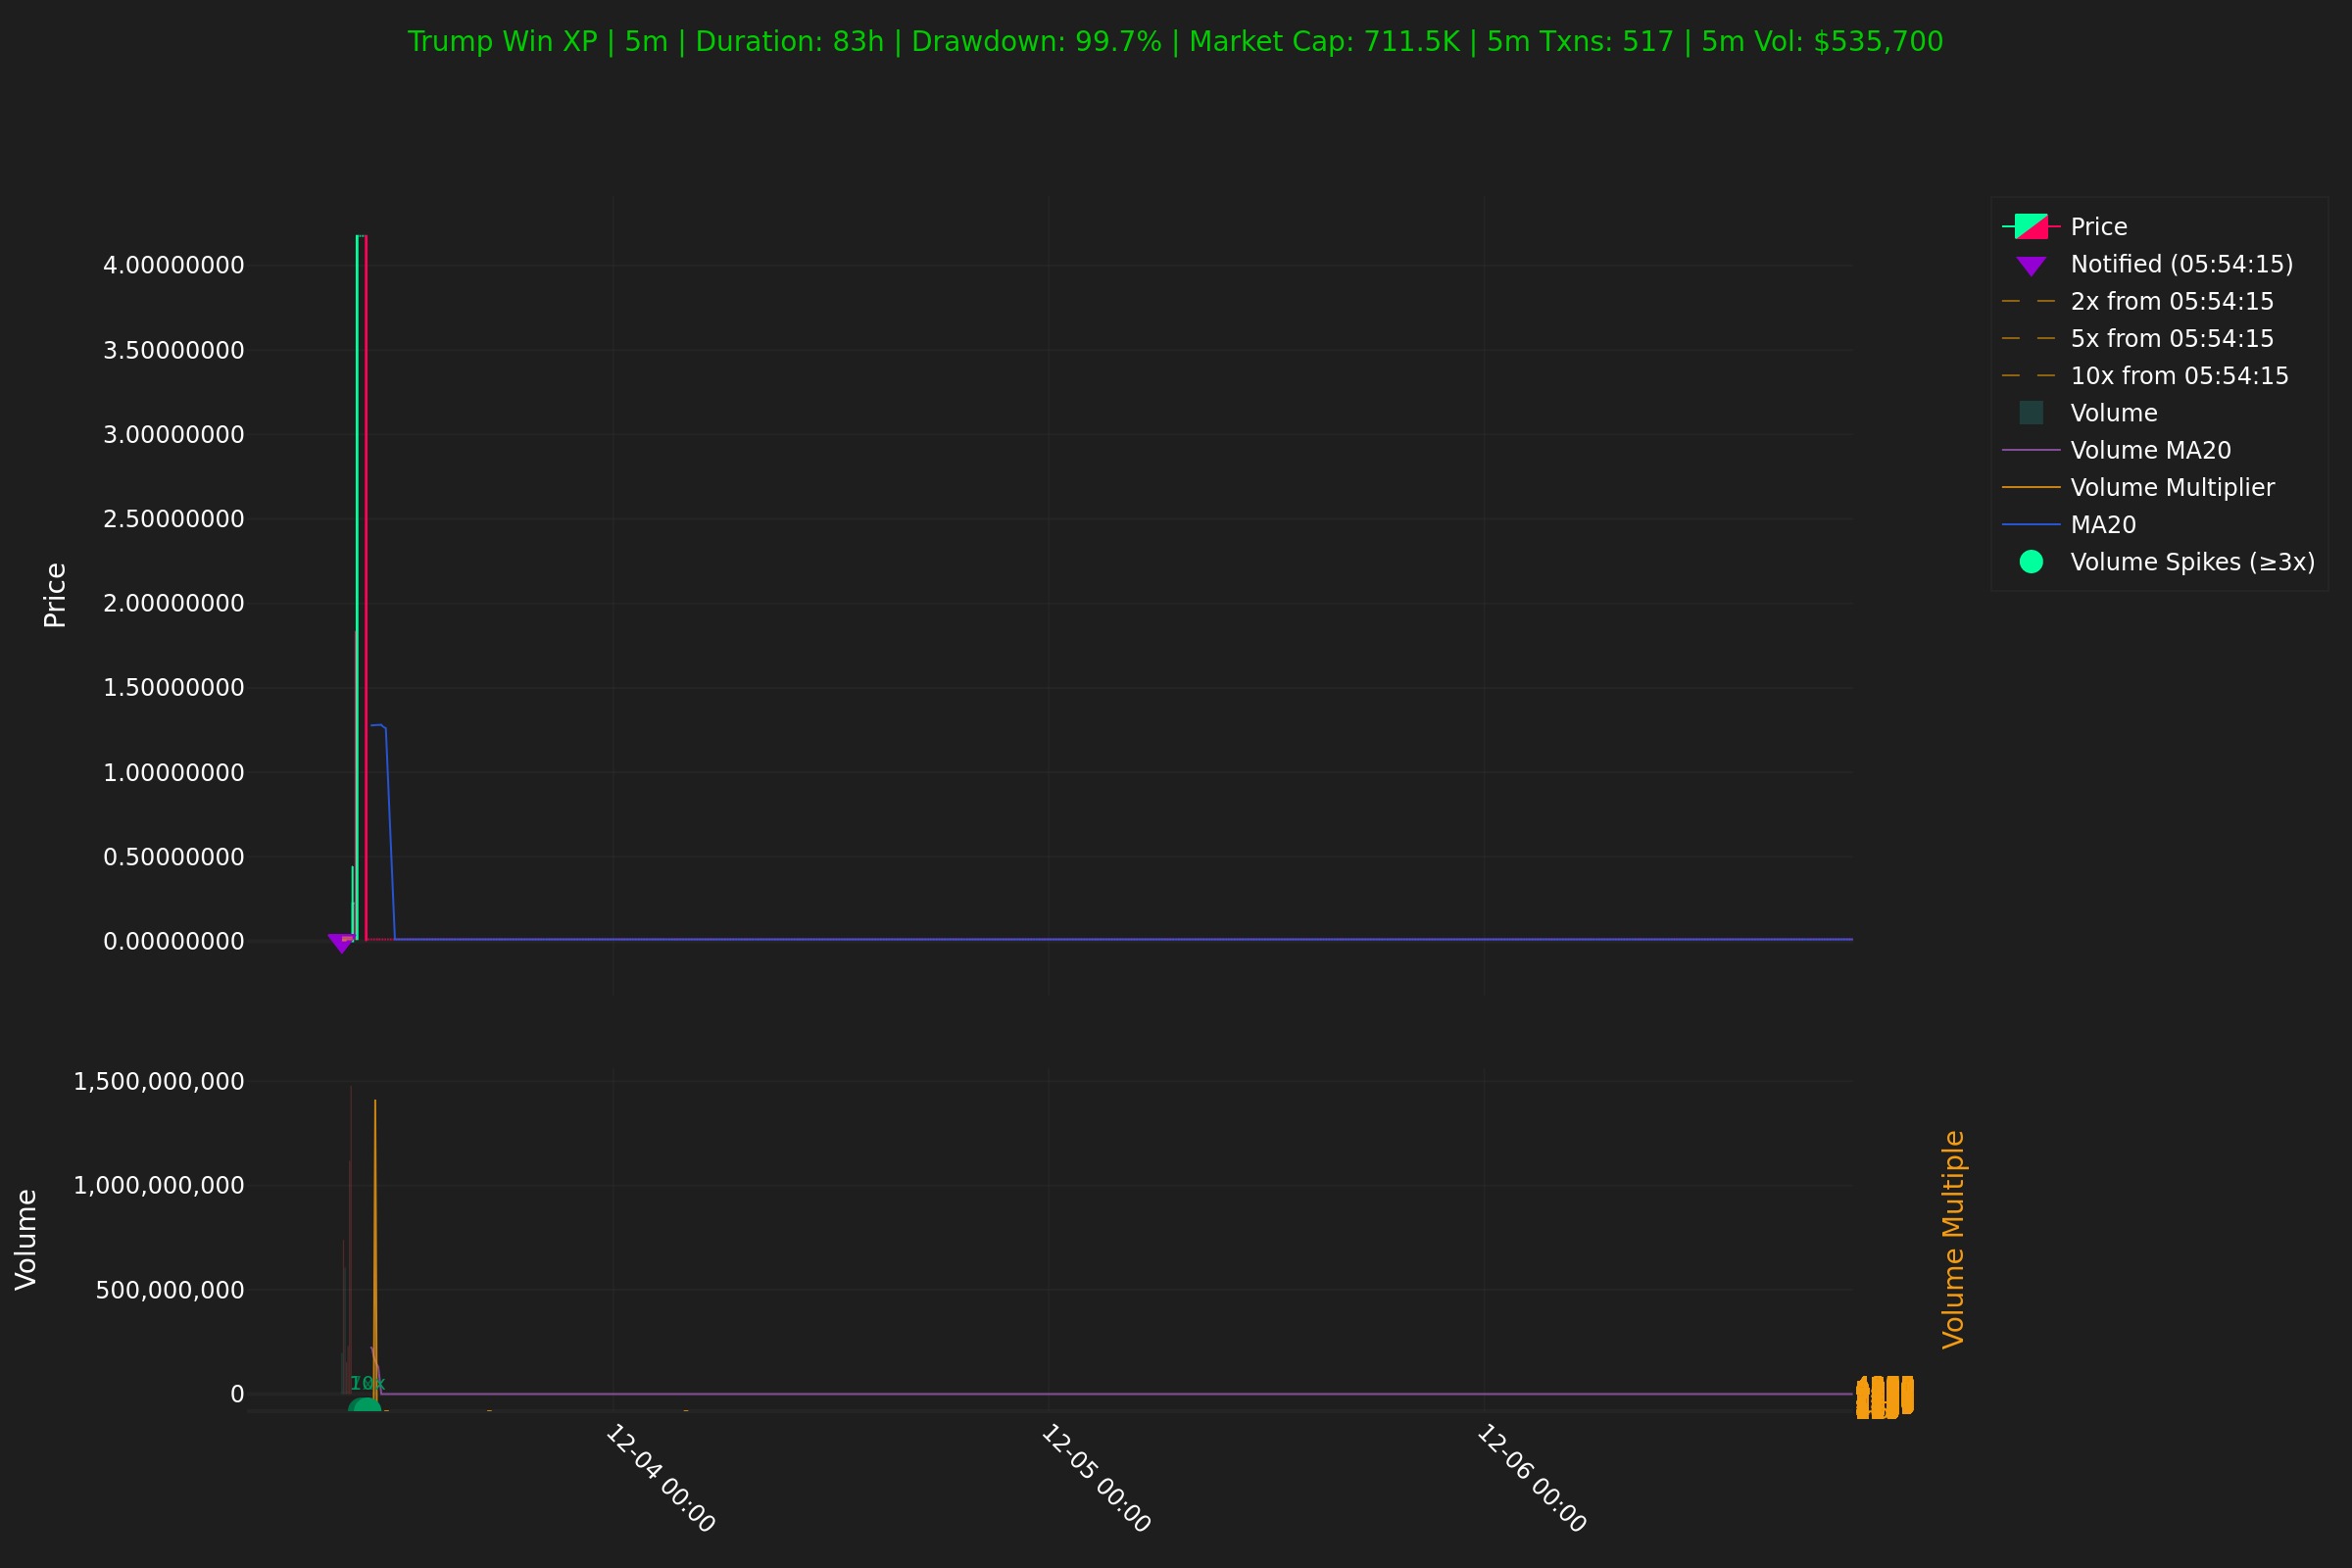 Trump Win XP | 5m | Duration: 83h | Drawdown: 99.7% | Market Cap: 711.5K | 5m Txns: 517 | 5m Vol: $535,700
Price
4.00000000
3.50000000
3.00000000
2.50000000
2.00000000
1.50000000
1.00000000
0.50000000
0.00000000
Price
Notified (05:54:15)
2x from 05:54:15
5x from 05:54:15
10x from 05:54:15
Volume
Volume MA20
Volume Multiplier
MA20
Volume Spikes (≥3x)
Volume
1,500,000,000
1,000,000,000
500,000,000
0
10x
Volume Multiple
12-04 00:00
12-05 00:00
12-06 00:00